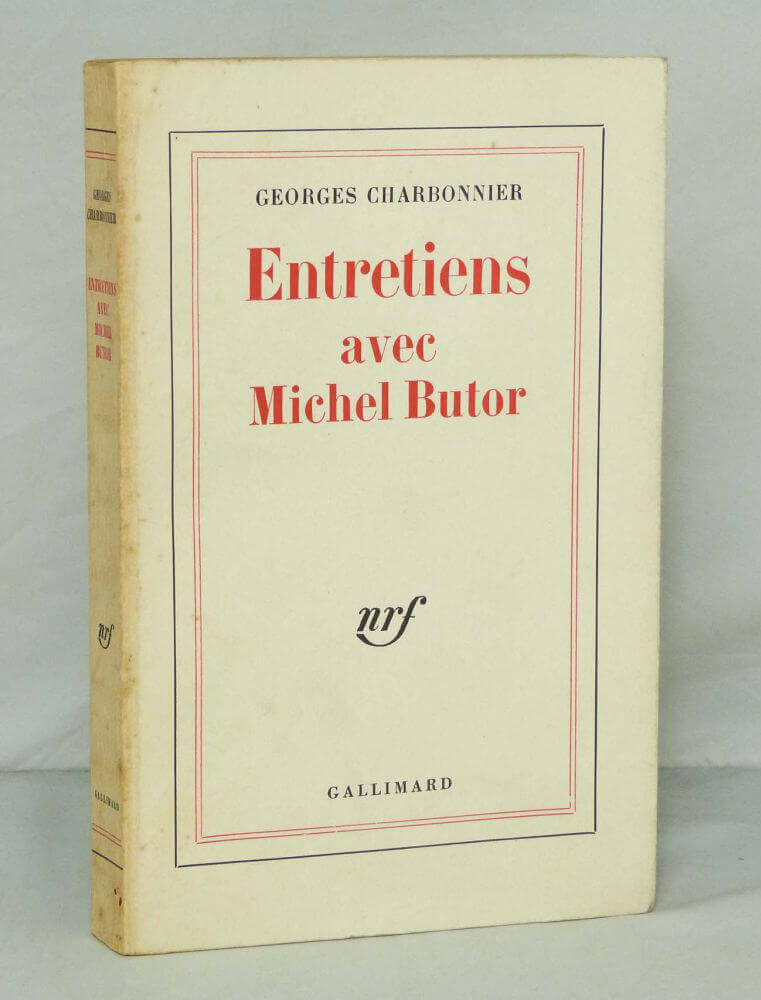 GEORGES CHARBONNIER
Entretiens
avec
Michel Butor
nrf
GALLIMARD
GEORGES
CHARBONNIER
ENTRETIENS
AVEC
MICHEL
BUTOR
nrf
GALLIMARD